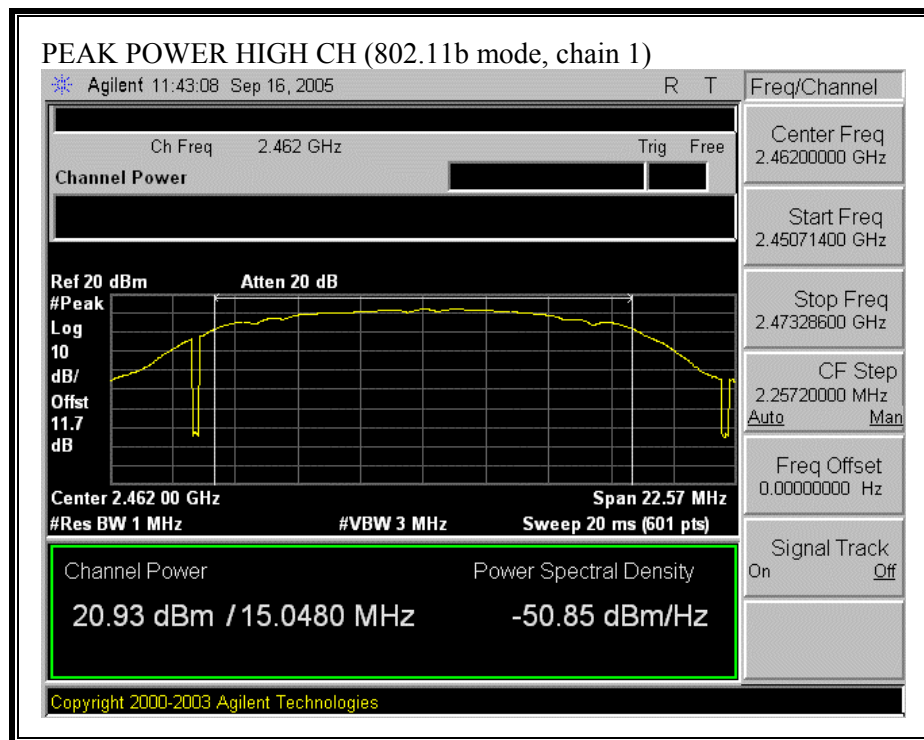 PEAK POWER HIGH CH (802.11b mode, chain 1)
Agilent 11:43:08 Sep 16, 2005 R T
Freq/Channel
Ch Freq 2.462 GHz Trig Free
Channel Power
Center Freq
2.46200000 GHz
Start Freq
2.45071400 GHz
Stop Freq
2.47328600 GHz
CF Step
2.25720000 MHz
Auto Man
Freq Offset
0.00000000 Hz
Signal Track
On Off
Ref 20 dBm Atten 20 dB
#Peak
Log
10
dB/
Offst
11.7
dB
Center 2.462 00 GHz Span 22.57 MHz
#Res BW 1 MHz #VBW 3 MHz Sweep 20 ms (601 pts)
Channel Power Power Spectral Density
20.93 dBm / 15.0480 MHz -50.85 dBm/Hz
Copyright 2000-2003 Agilent Technologies